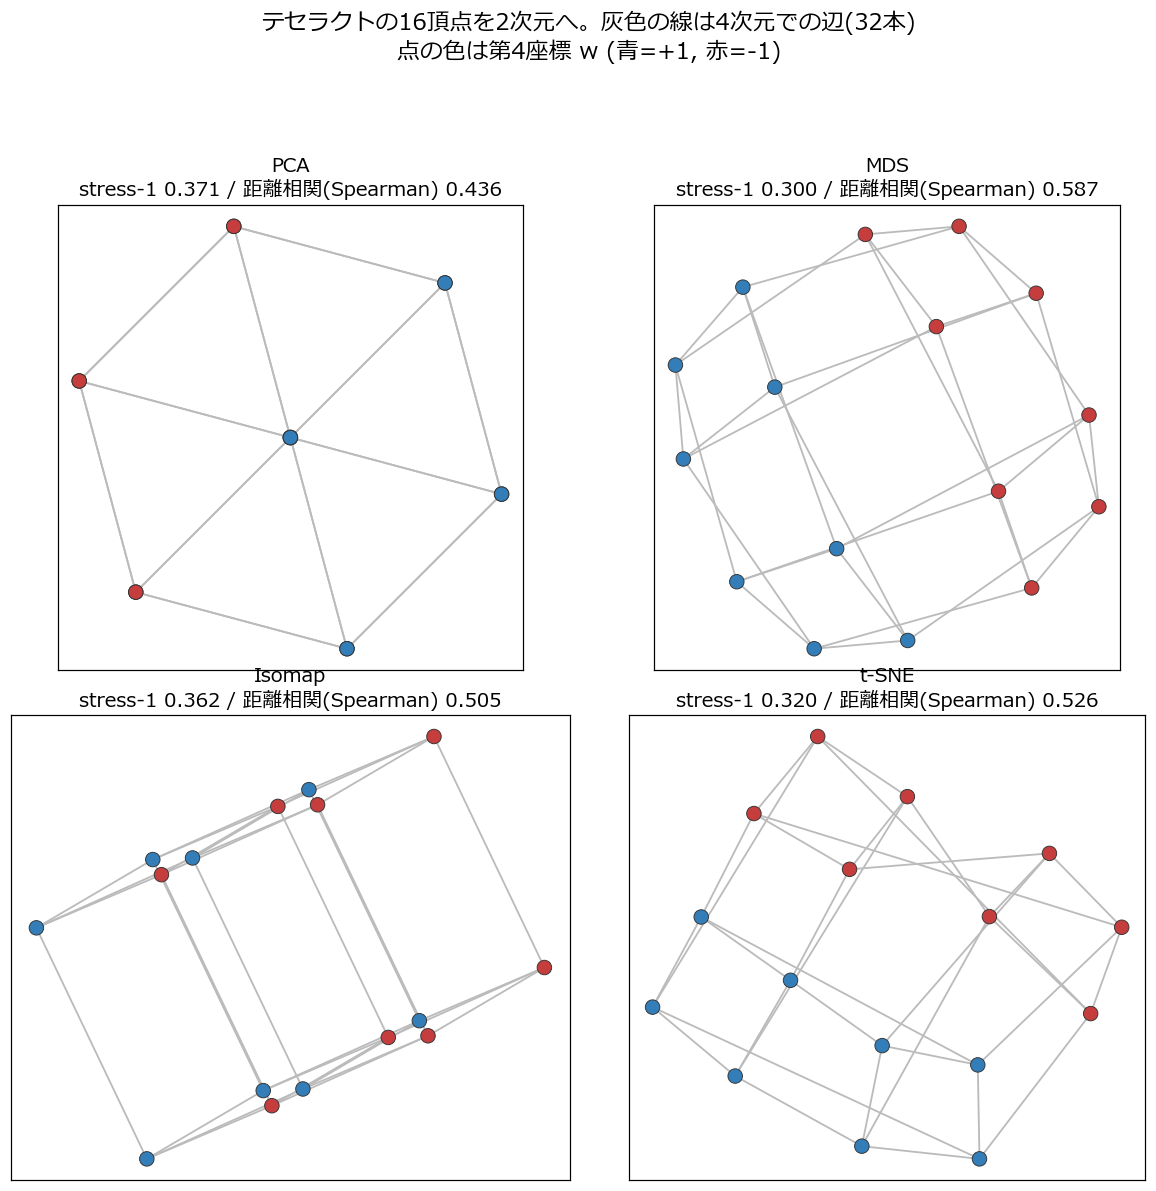 テセラクトの16頂点を2次元へ。灰色の線は4次元での辺(32本)
点の色は第4座標 w (青=+1, 赤=-1)
PCA
stress-1 0.371 / 距離相関(Spearman) 0.436
MDS
stress-1 0.300 / 距離相関(Spearman) 0.587
Isomap
stress-1 0.362 / 距離相関(Spearman) 0.505
t-SNE
stress-1 0.320 / 距離相関(Spearman) 0.526